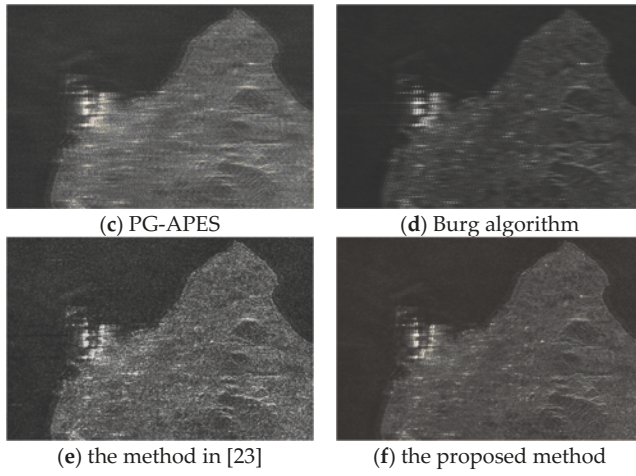 (c) PG-APES
(d) Burg algorithm
(e) the method in [23]
(f) the proposed method